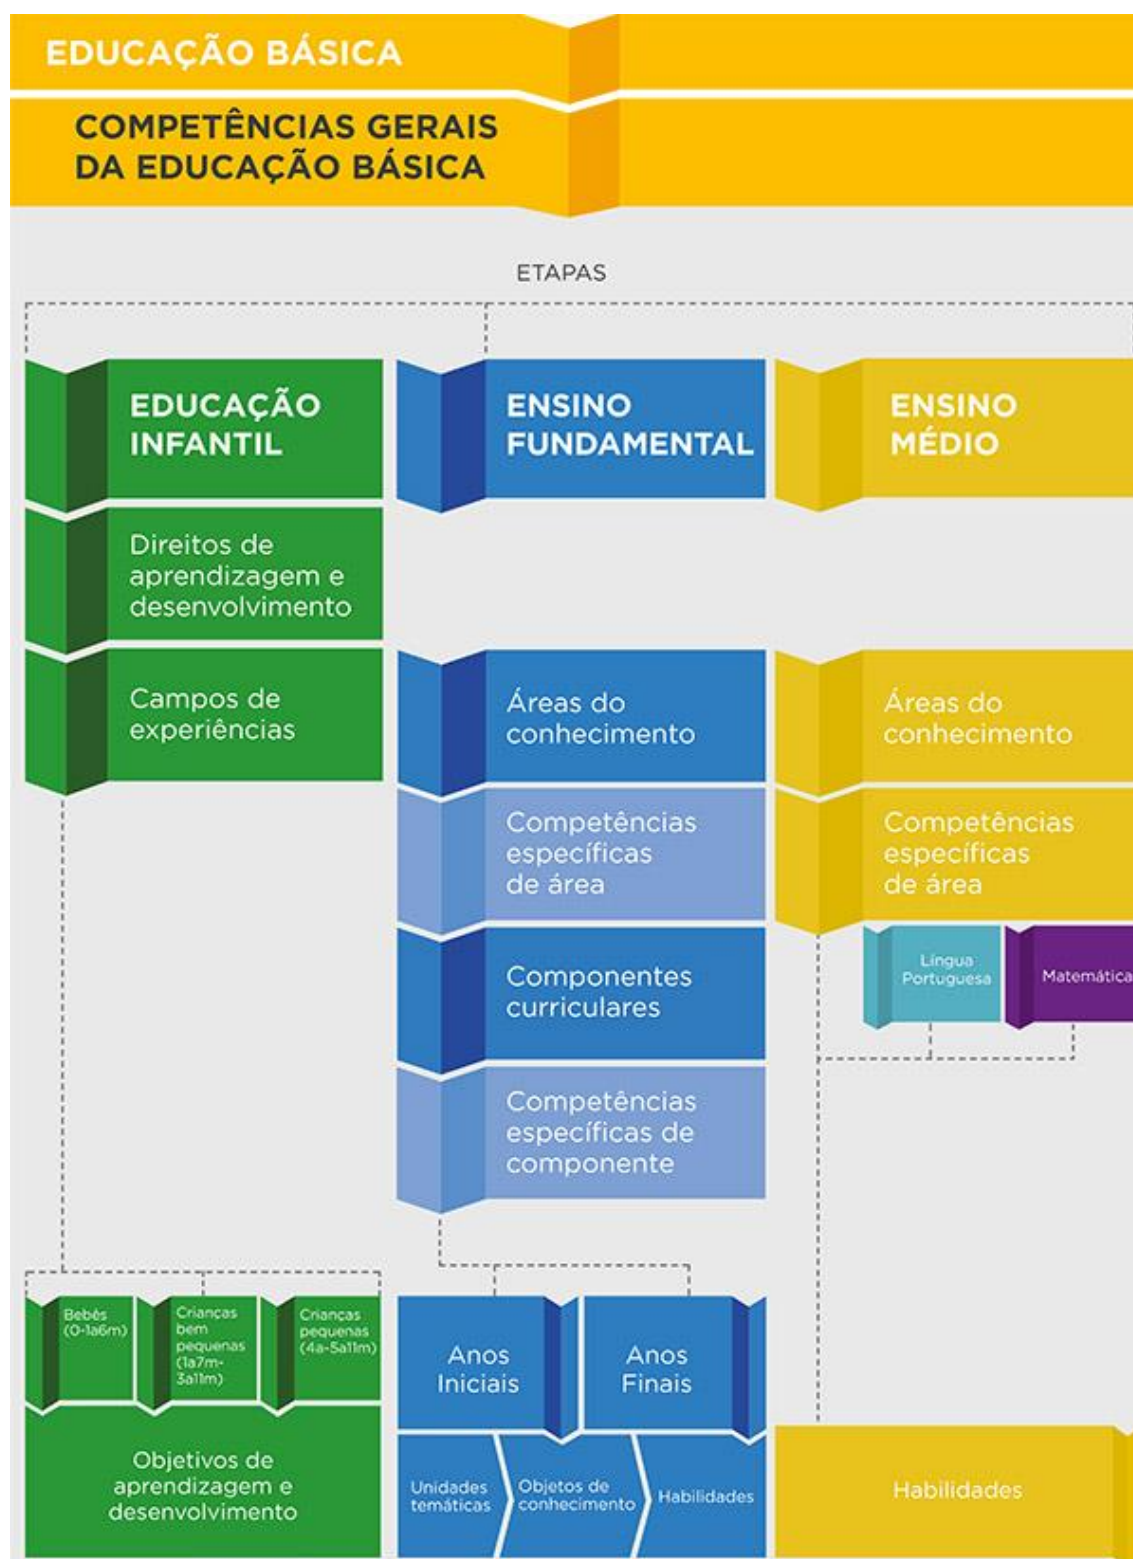 EDUCAÇÃO BÁSICA
COMPETÊNCIAS GERAIS
DA EDUCAÇÃO BÁSICA
ETAPAS
EDUCAÇÃO
INFANTIL
Direitos de
aprendizagem e
desenvolvimento
Campos de
experiências
Bebês
(0-1a6m)
Crianças
bem
pequenas
(1a7m-
3a11m)
Crianças
pequenas
(4a-5a11m)
Objetivos de
aprendizagem e
desenvolvimento
ENSINO
FUNDAMENTAL
Áreas do
conhecimento
Competências
específicas
de área
Componentes
curriculares
Competências
específicas de
componente
Anos
Iniciais
Anos
Finais
Unidades
temáticas
Objetos de
conhecimento
Habilidades
ENSINO
MÉDIO
Áreas do
conhecimento
Competências
específicas
de área
Língua
Portuguesa
Matemática
Habilidades